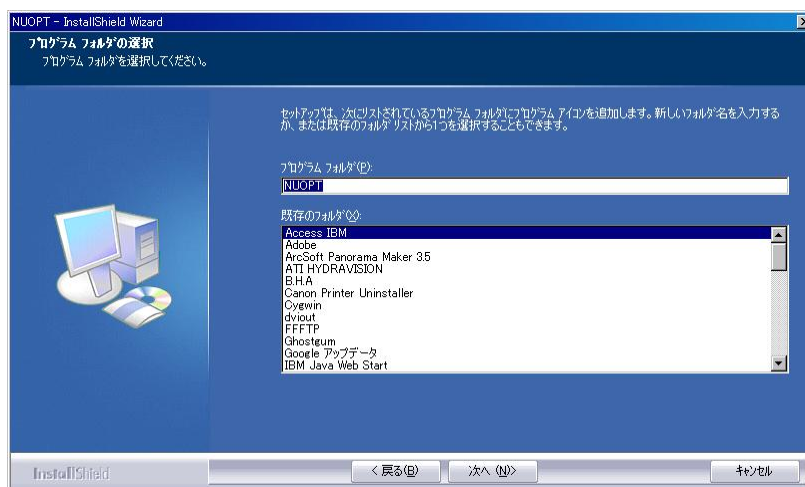 NUOPT - InstallShield Wizard
プログラム フォルダの選択
プログラム フォルダを選択してください。
セットアップは、次にリストされているプログラム フォルダにプログラム アイコンを追加します。新しいフォルダ名を入力する
か、または既存のフォルダ リストから1つを選択することもできます。
プログラム フォルダ(P):
NUOPT
既存のフォルダ(X):
Access IBM
Adobe
ArcSoft Panorama Maker 3.5
ATI HYDRAVISION
B.H.A
Canon Printer Uninstaller
Cygwin
dviout
FFFTP
Ghostgum
Google アップデータ
IBM Java Web Start
InstallShield
< 戻る(B)
次へ (N)>
キャンセル